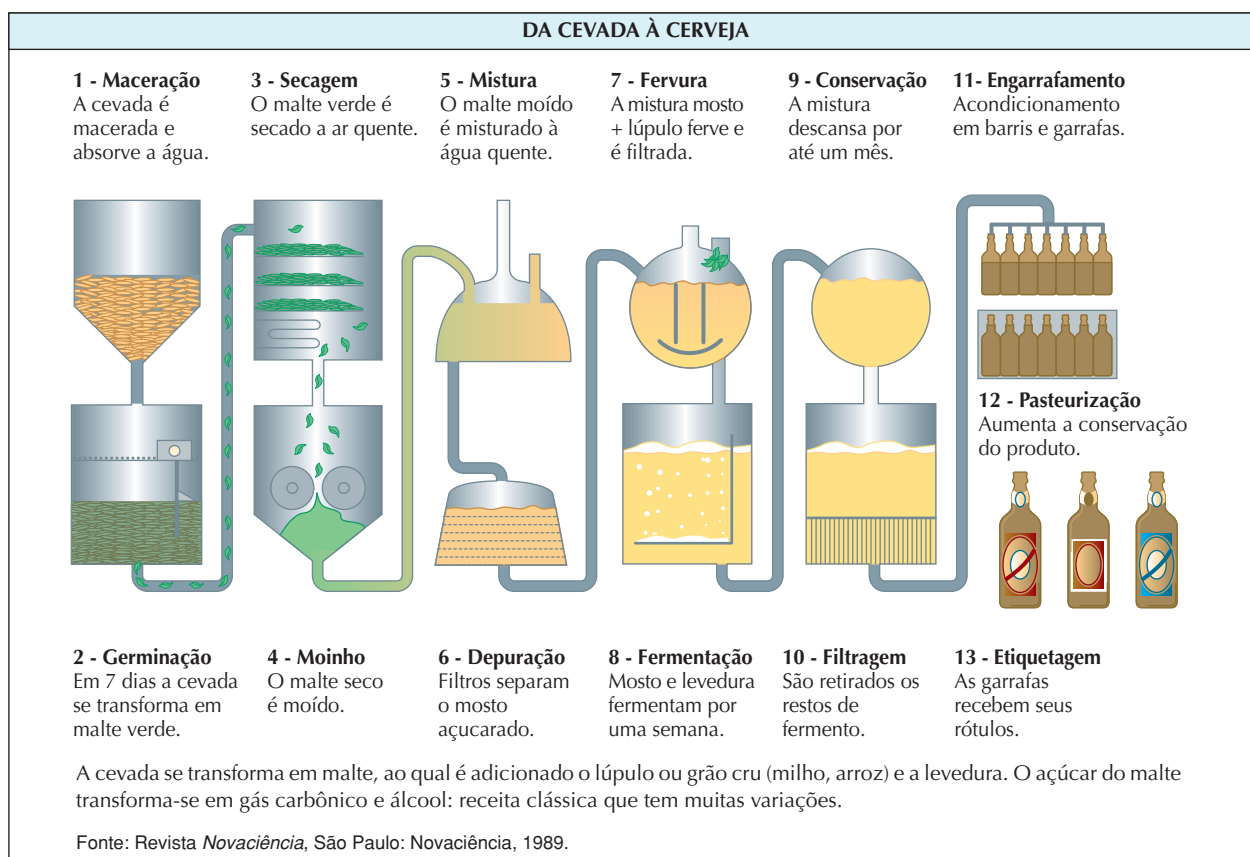 DA CEVADA À CERVEJA
1 - Maceração
A cevada é
macerada e
absorve a água.
3 - Secagem
O malte verde é
secado a ar quente.
5 - Mistura
O malte moído
é misturado à
água quente.
7 - Fervura
A mistura mosto
+ lúpulo ferve e
é filtrada.
9 - Conservação
A mistura
descansa por
até um mês.
11- Engarrafamento
Acondicionamento
em barris e garrafas.
12 - Pasteurização
Aumenta a conservação
do produto.
2 - Germinação
Em 7 dias a cevada
se transforma em
malte verde.
4 - Moinho
O malte seco
é moído.
6 - Depuração
Filtros separam
o mosto
açucarado.
8 - Fermentação
Mosto e levedura
fermentam por
uma semana.
10 - Filtragem
São retirados os
restos de
fermento.
13 - Etiquetagem
As garrafas
recebem seus
rótulos.
A cevada se transforma em malte, ao qual é adicionado o lúpulo ou grão cru (milho, arroz) e a levedura. O açúcar do malte
transforma-se em gás carbônico e álcool: receita clássica que tem muitas variações.
Fonte: Revista Novaciência, São Paulo: Novaciência, 1989.